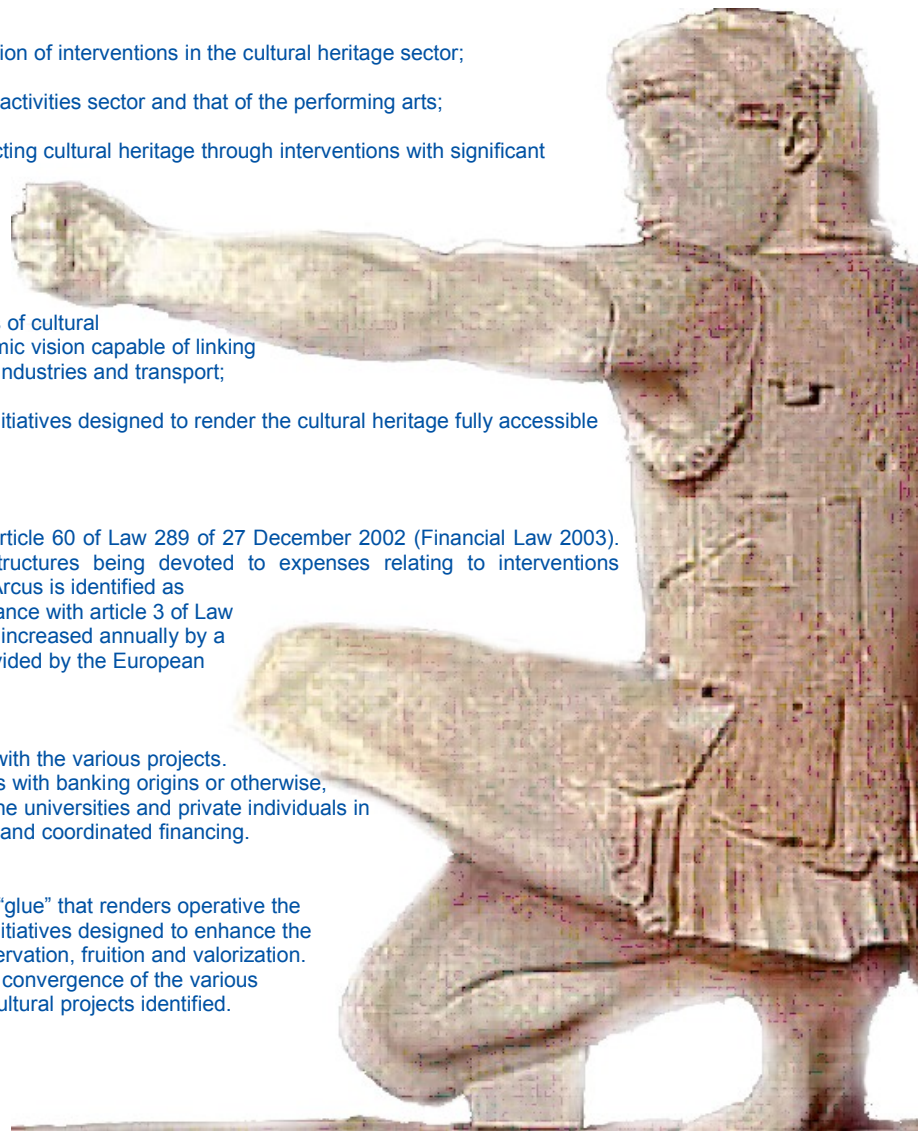 ion of interventions in the cultural heritage sector;
activities sector and that of the performing arts;
cting cultural heritage through interventions with significant
of cultural
mic vision capable of linking
industries and transport;
itiatives designed to render the cultural heritage fully accessible
rticle 60 of Law 289 of 27 December 2002 (Financial Law 2003).
tructures being devoted to expenses relating to interventions
Arcus is identified as
ance with article 3 of Law
increased annually by a
vided by the European
with the various projects.
s with banking origins or otherwise,
he universities and private individuals in
and coordinated financing.
“glue” that renders operative the
itiatives designed to enhance the
ervation, fruition and valorization.
convergence of the various
ultural projects identified.